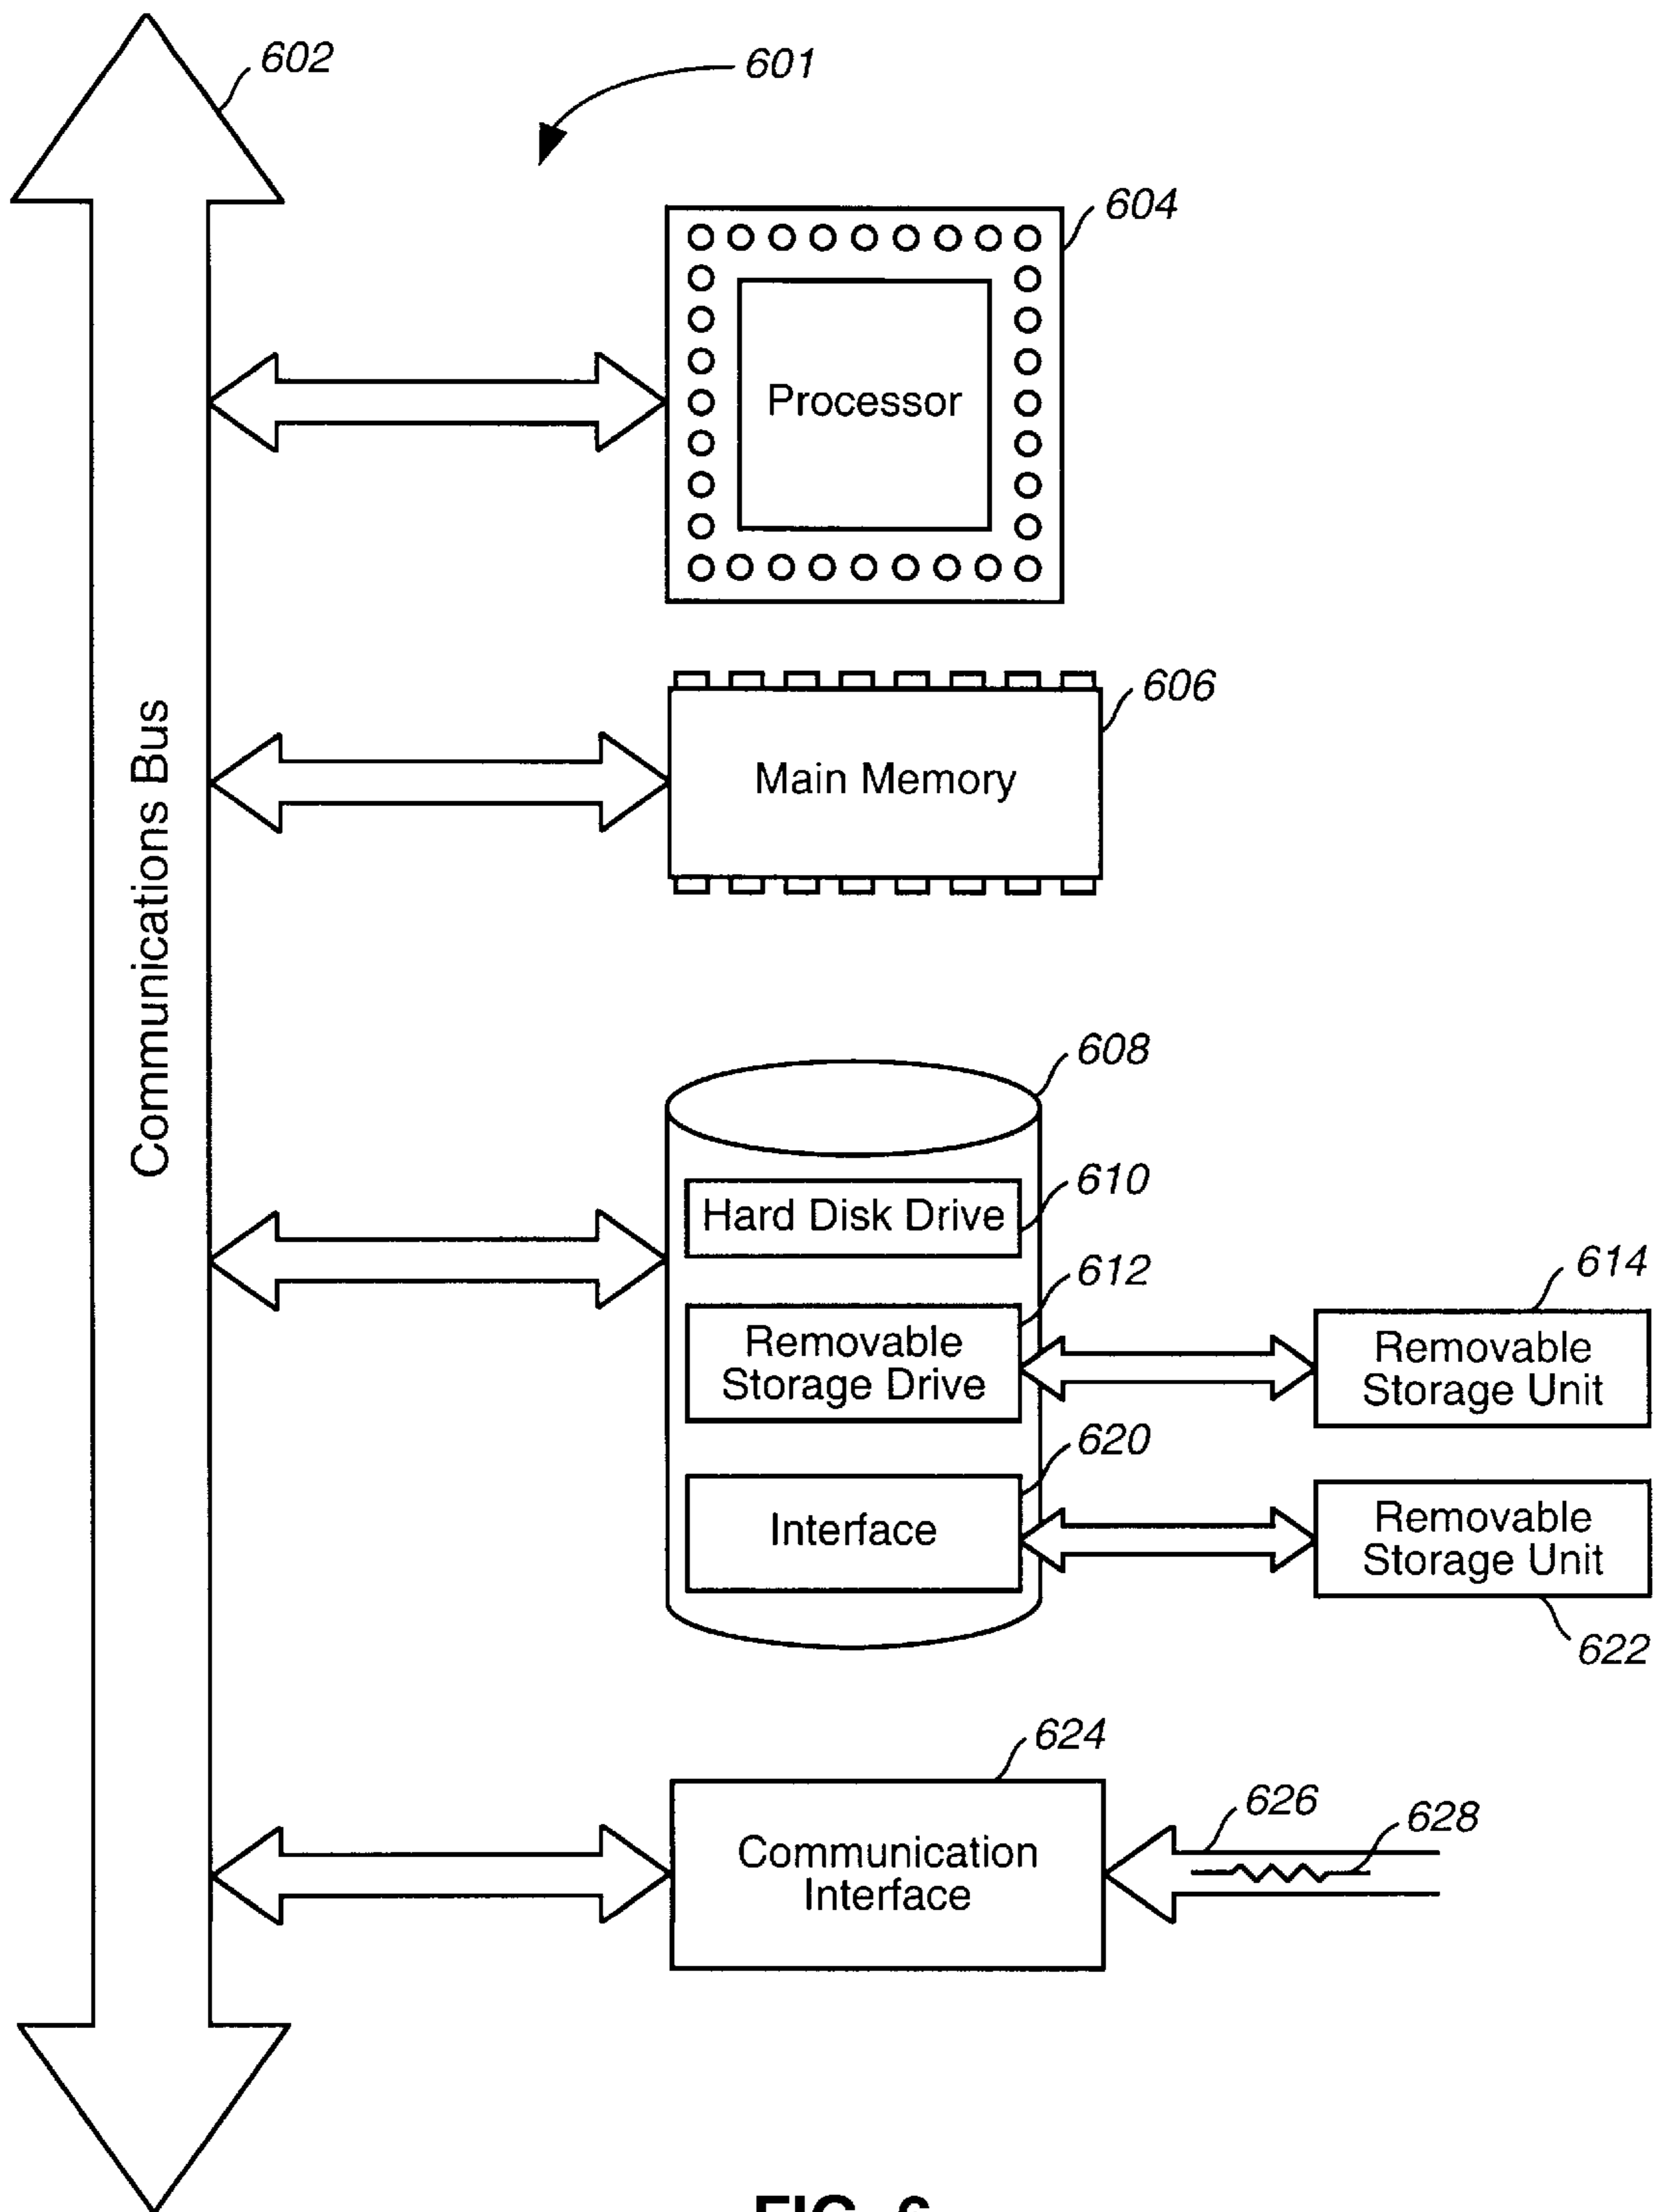 602
601
604
Processor
606
Main Memory
Communications Bus
608
610
Hard Disk Drive
612
614
Removable
Storage Drive
Removable
Storage Unit
620
Interface
Removable
Storage Unit
622
624
626
628
Communication
Interface